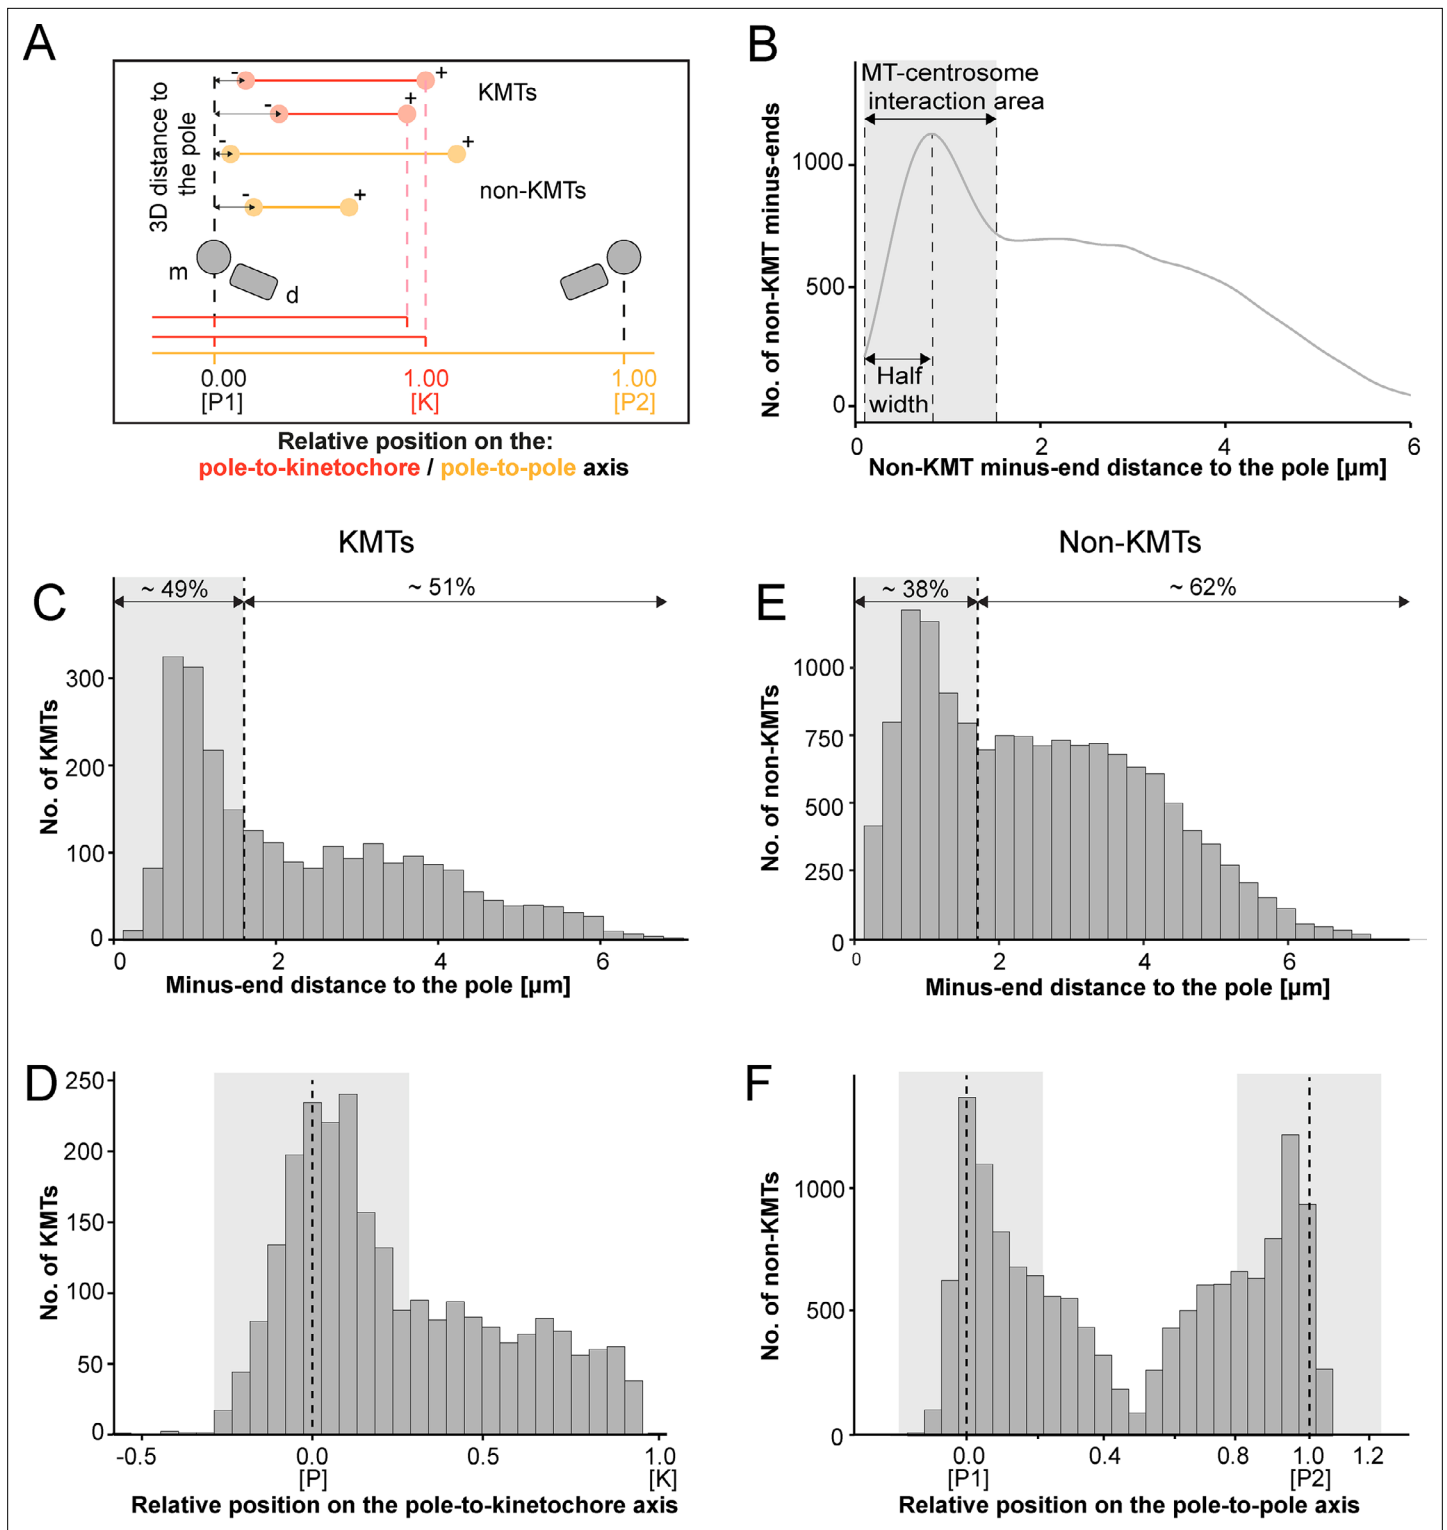 A
3D distance to
the pole
-
+
KMTs
-
+
-
+
non-KMTs
-
+
m
d
0.00
1.00
1.00
[P1]
[K]
[P2]
Relative position on the:
pole-to-kinetochore / pole-to-pole axis
B
MT-centrosome
interaction area
No. of non-KMT minus-ends
1000
500
0
Half
width
0
2
4
6
Non-KMT minus-end distance to the pole [µm]
KMTs
C
~ 49%
~ 51%
No. of KMTs
300
200
100
0
0
2
4
6
Minus-end distance to the pole [µm]
Non-KMTs
E
~ 38%
~ 62%
No. of non-KMTs
1000
750
500
250
0
0
2
4
6
Minus-end distance to the pole [µm]
D
No. of KMTs
250
200
150
100
50
0
-0.5
0.0
0.5
1.0
[P]
[K]
Relative position on the pole-to-kinetochore axis
F
No. of non-KMTs
1000
500
0
0.0
0.4
0.8
1.0
1.2
[P1]
[P2]
Relative position on the pole-to-pole axis